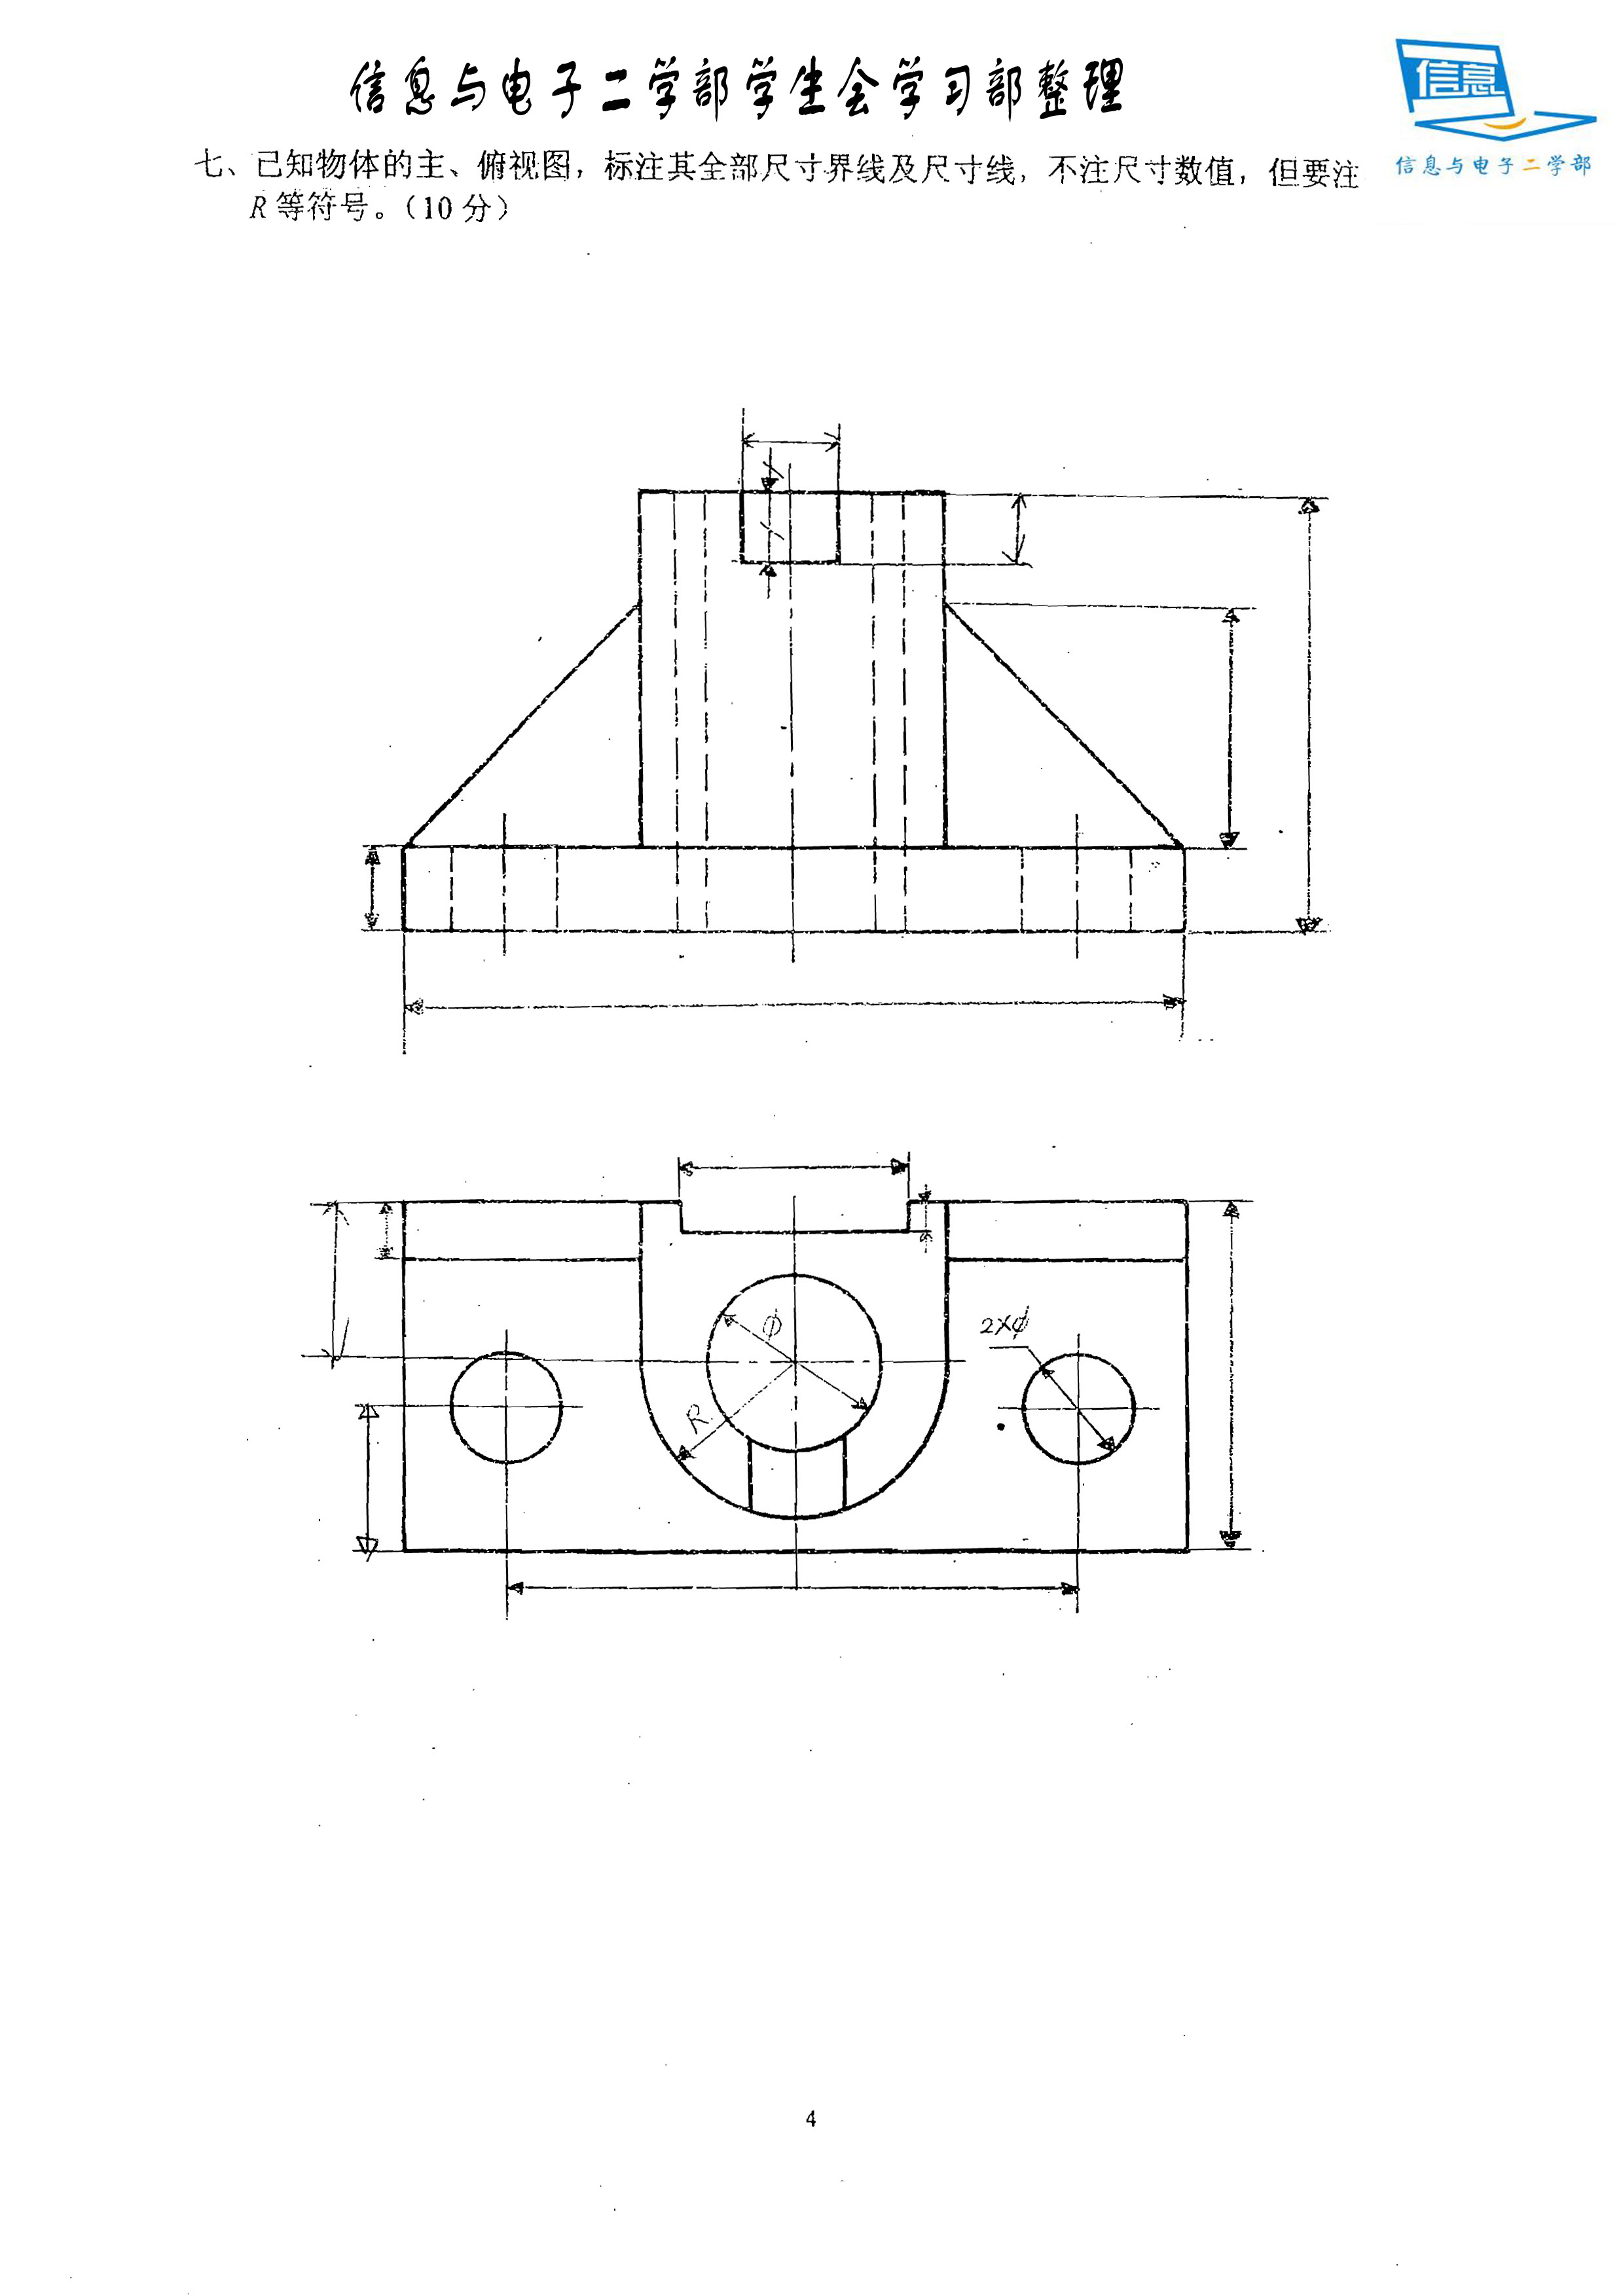 信息与电子二学部学生会学习部整理
信息
信息与电子二学部
七、已知物体的主、俯视图，标注其全部尺寸界线及尺寸线，不注尺寸数值，但要注
R 等符号。（10 分）
φ
2×φ
R
4